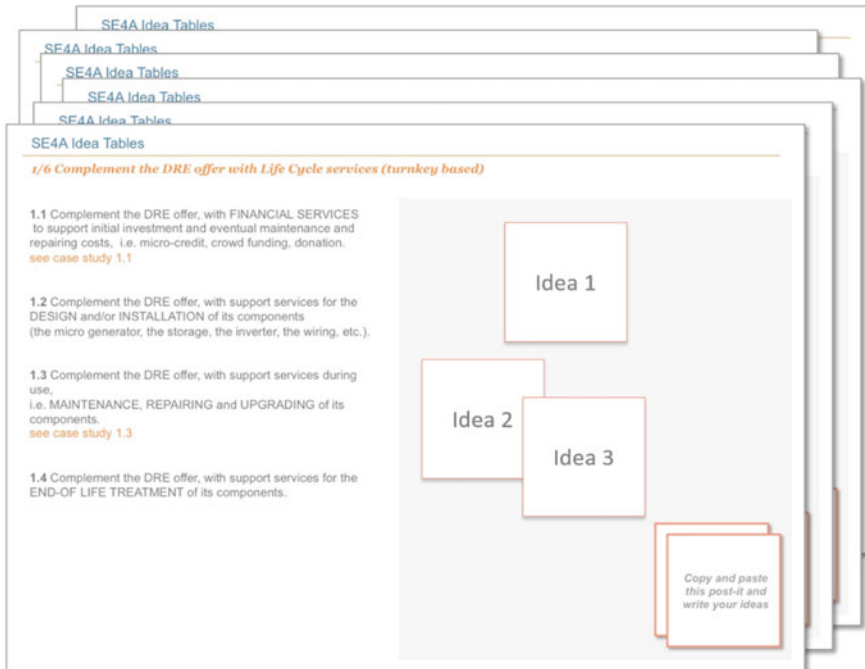 SE4A Idea Tables
SE4A Idea Tables
SE4A Idea Tables
SE4A Idea Tables
SE4A Idea Tables
SE4A Idea Tables
1/6 Complement the DRE offer with Life Cycle services (turnkey based)
1.1 Complement the DRE offer, with FINANCIAL SERVICES
to support initial investment and eventual maintenance and
repairing costs, i.e. micro-credit, crowd funding, donation.
see case study 1.1
1.2 Complement the DRE offer, with support services for the
DESIGN and/or INSTALLATION of its components
(the micro generator, the storage, the inverter, the wiring, etc.).
1.3 Complement the DRE offer, with support services during
use,
i.e. MAINTENANCE, REPAIRING and UPGRADING of its
components.
see case study 1.3
1.4 Complement the DRE offer, with support services for the
END-OF LIFE TREATMENT of its components.
Idea 1
Idea 2
Idea 3
Copy and paste
this post-it and
write your ideas